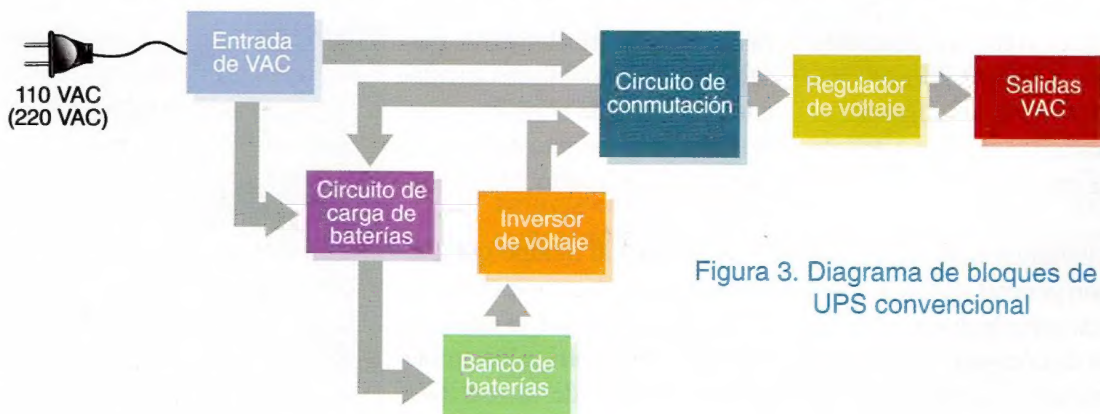 110 VAC
(220 VAC)
Entrada
de VAC
Circuito de
conmutación
Regulador
de voltaje
Salidas
VAC
Circuito de
carga de
baterías
Inversor
de voltaje
Banco de
baterías
Figura 3. Diagrama de bloques de
UPS convencional